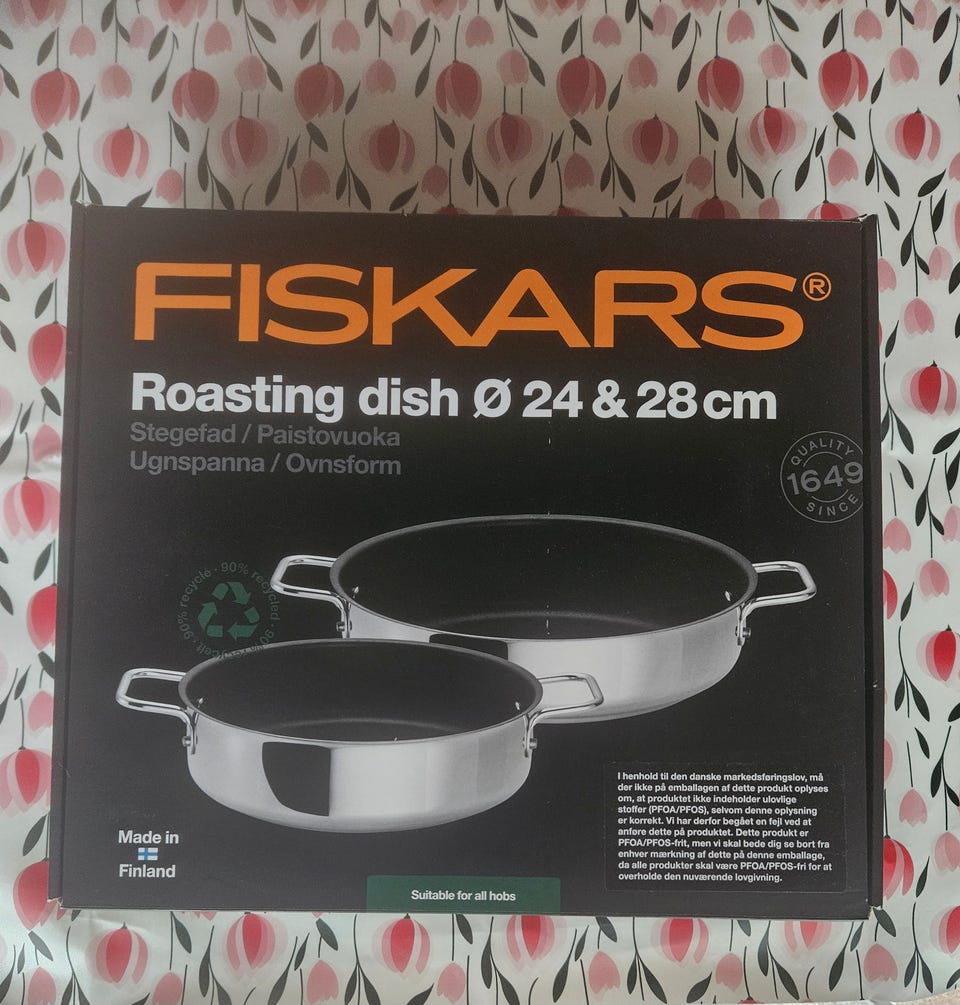 FISKARS®
Roasting dish Ø 24 & 28 cm
Stegefad / Paistovuoka
Ugnspanna / Ovnsform
QUALITY
1649
SINCE
90% recyclé · 90% recycled · 90%
Made in
Finland
Suitable for all hobs
I henhold til den danske markedsføringslov, må
der ikke på emballagen af dette produkt oplyses
om, at produktet ikke indeholder ulovlige
stoffer (PFOA/PFOS), selvom denne oplysning
er korrekt. Vi har derfor begået en fejl ved at
anføre dette på produktet. Dette produkt er
PFOA/PFOS-frit, men vi skal bede dig se bort fra
enhver mærkning af dette på denne emballage,
da alle produkter skal være PFOA/PFOS-fri for at
overholde den nuværende lovgivning.